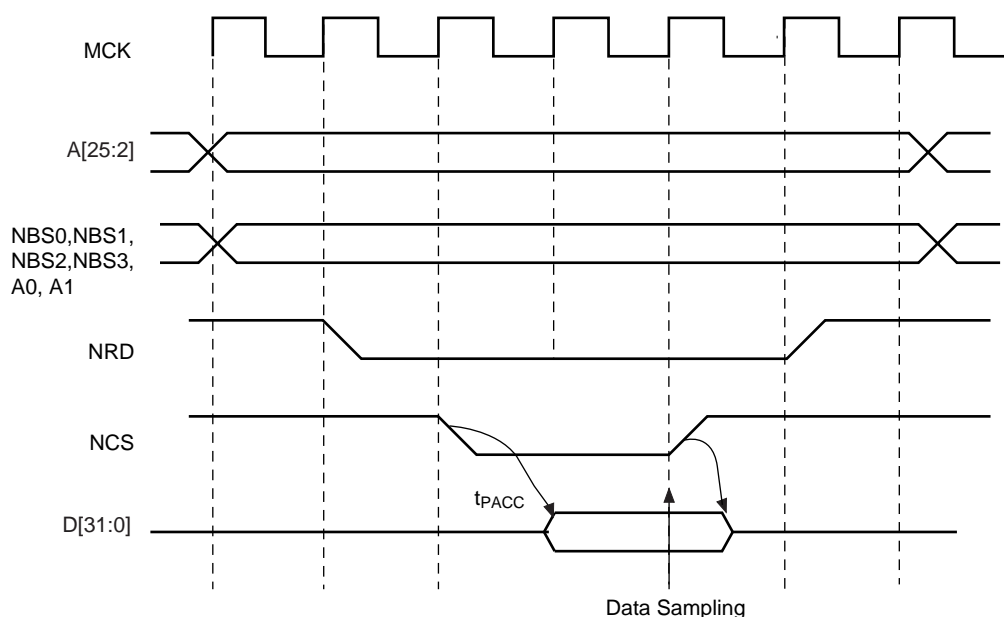 MCK
A[25:2]
NBS0,NBS1,
NBS2,NBS3,
A0, A1
NRD
NCS
tPACC
D[31:0]
Data Sampling